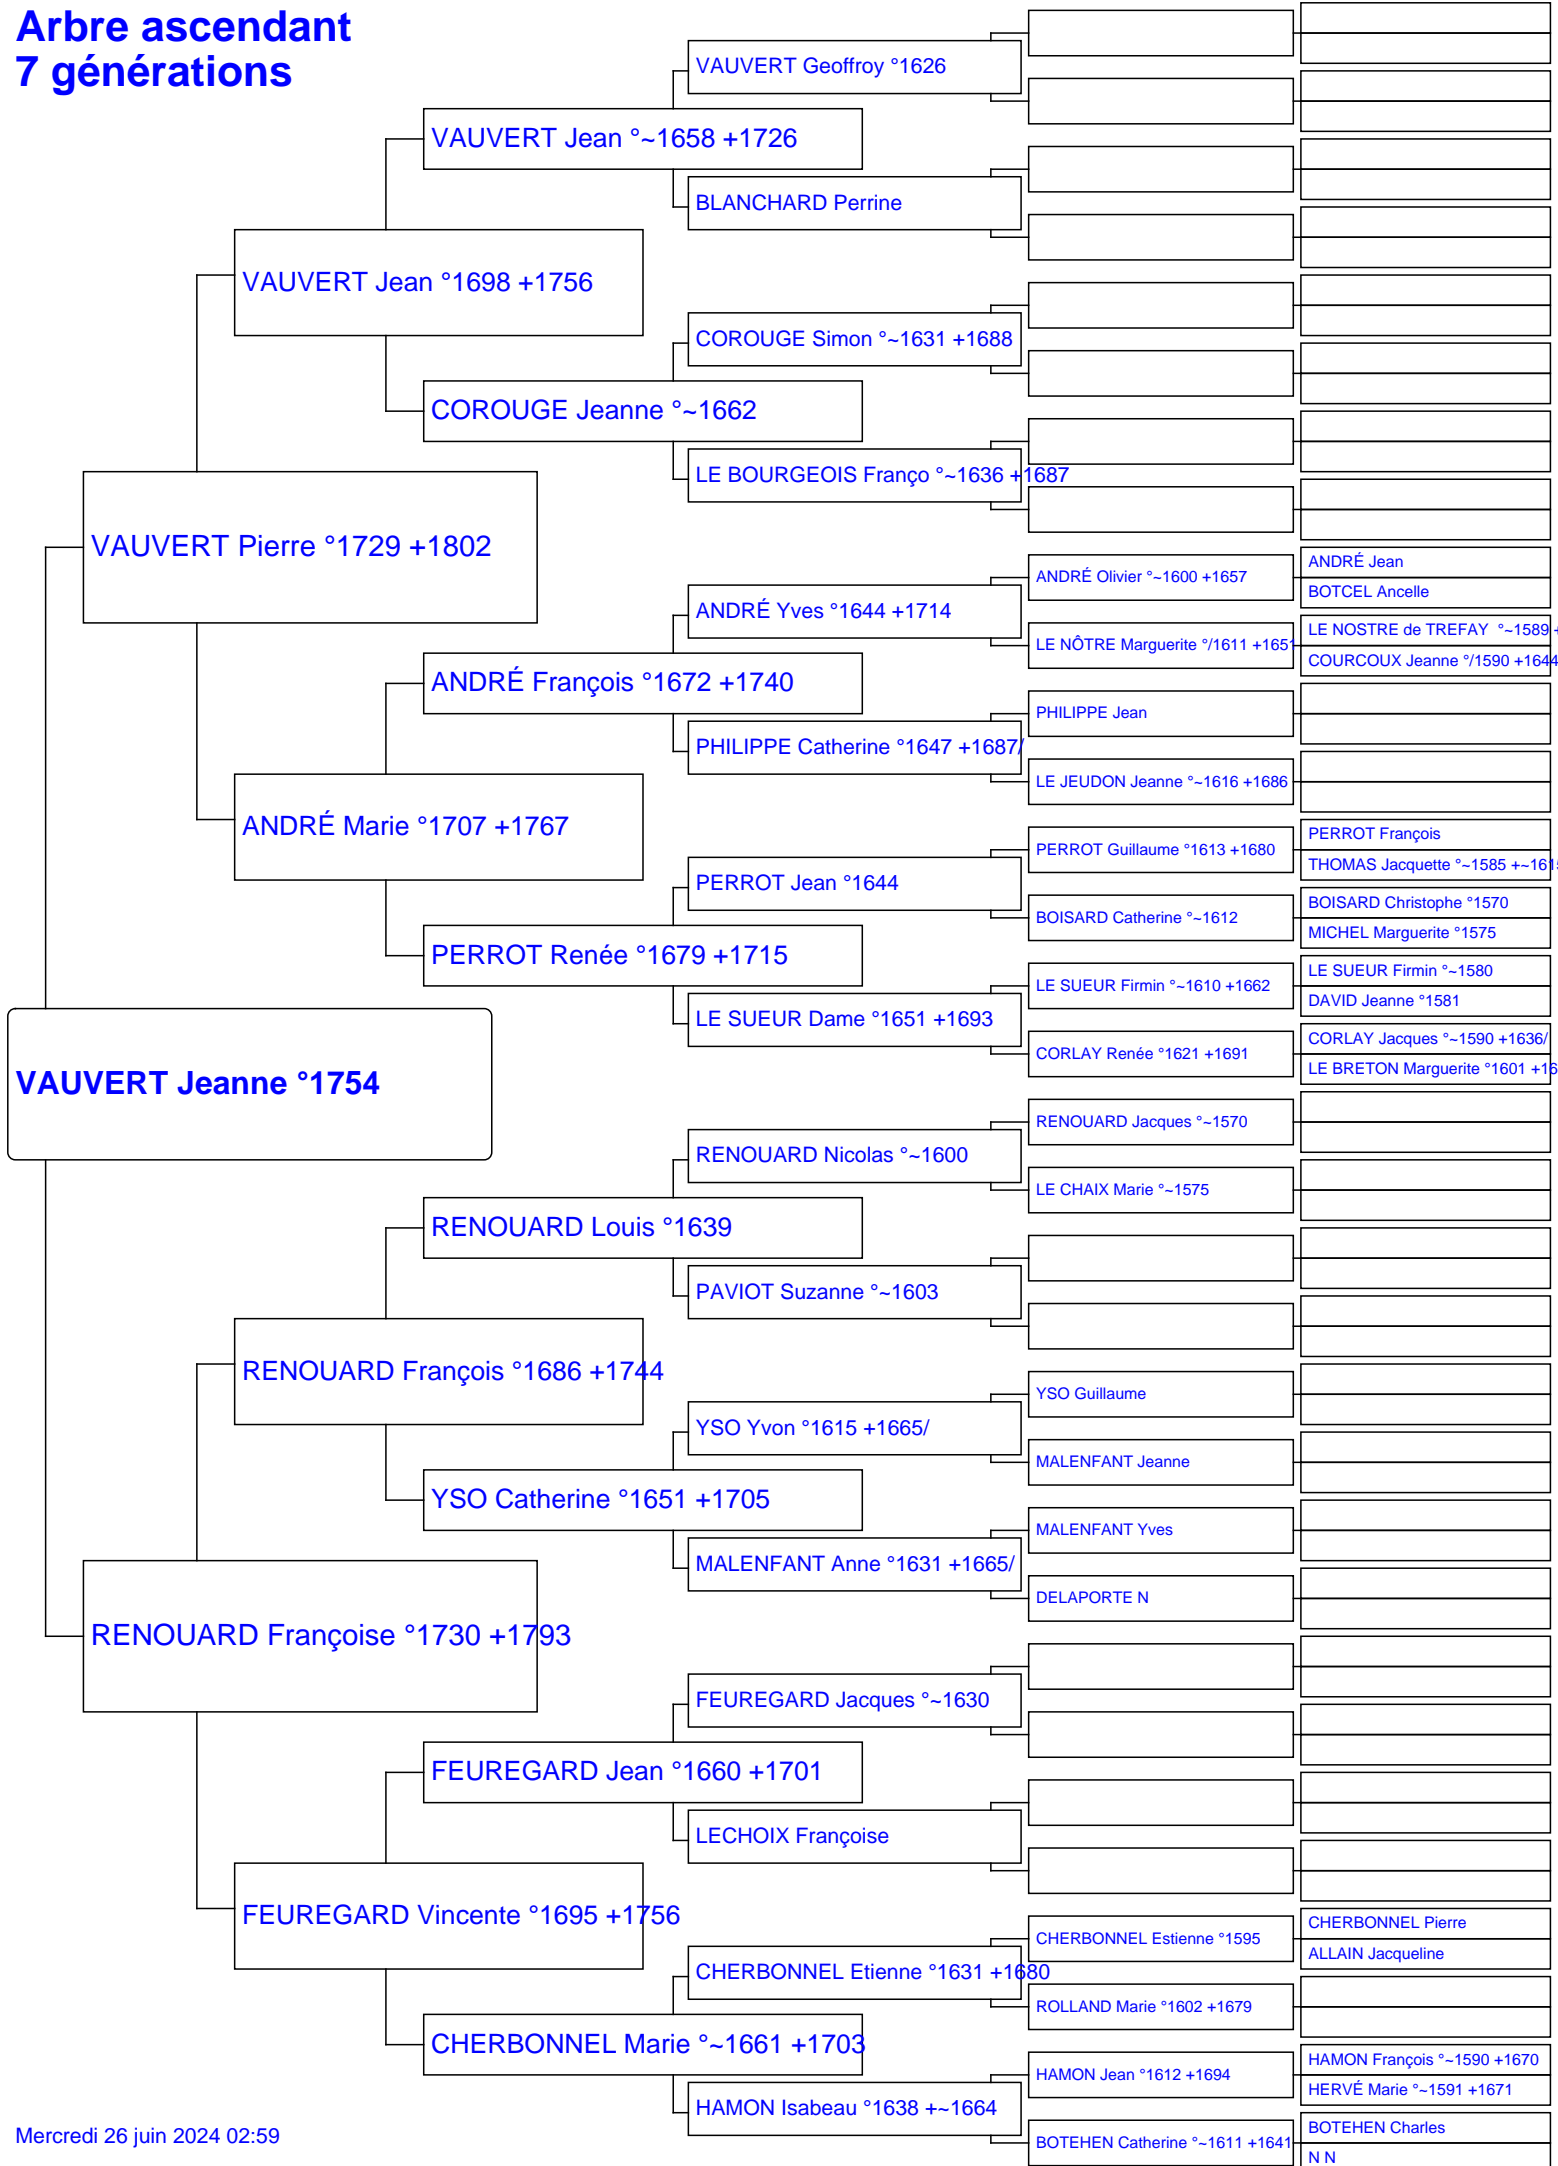 Arbre ascendant
7 générations
VAUVERT Geoffroy °1626
VAUVERT Jean °~1658 +1726
BLANCHARD Perrine
VAUVERT Jean °1698 +1756
COROUGE Simon °~1631 +1688
COROUGE Jeanne °~1662
LE BOURGEOIS Franço °~1636 +1687
VAUVERT Pierre °1729 +1802
ANDRÉ Jean
ANDRÉ Olivier °~1600 +1657
BOTCEL Ancelle
ANDRÉ Yves °1644 +1714
LE NOSTRE de TREFAY °~1589 +
LE NÔTRE Marguerite °/1611 +1651
COURCOUX Jeanne °/1590 +1644
ANDRÉ François °1672 +1740
PHILIPPE Jean
PHILIPPE Catherine °1647 +1687/
LE JEUDON Jeanne °~1616 +1686
ANDRÉ Marie °1707 +1767
PERROT François
PERROT Guillaume °1613 +1680
THOMAS Jacquette °~1585 +~1615
PERROT Jean °1644
BOISARD Christophe °1570
BOISARD Catherine °~1612
MICHEL Marguerite °1575
PERROT Renée °1679 +1715
LE SUEUR Firmin °~1580
LE SUEUR Firmin °~1610 +1662
DAVID Jeanne °1581
LE SUEUR Dame °1651 +1693
CORLAY Jacques °~1590 +1636/
CORLAY Renée °1621 +1691
LE BRETON Marguerite °1601 +16
VAUVERT Jeanne °1754
RENOUARD Jacques °~1570
RENOUARD Nicolas °~1600
LE CHAIX Marie °~1575
RENOUARD Louis °1639
PAVIOT Suzanne °~1603
RENOUARD François °1686 +1744
YSO Guillaume
YSO Yvon °1615 +1665/
MALENFANT Jeanne
YSO Catherine °1651 +1705
MALENFANT Yves
MALENFANT Anne °1631 +1665/
DELAPORTE N
RENOUARD Françoise °1730 +1793
FEUREGARD Jacques °~1630
FEUREGARD Jean °1660 +1701
LECHOIX Françoise
FEUREGARD Vincente °1695 +1756
CHERBONNEL Pierre
CHERBONNEL Estienne °1595
ALLAIN Jacqueline
CHERBONNEL Etienne °1631 +1680
ROLLAND Marie °1602 +1679
CHERBONNEL Marie °~1661 +1703
HAMON François °~1590 +1670
HAMON Jean °1612 +1694
HERVÉ Marie °~1591 +1671
HAMON Isabeau °1638 +~1664
BOTEHEN Charles
BOTEHEN Catherine °~1611 +1641
N N
Mercredi 26 juin 2024 02:59